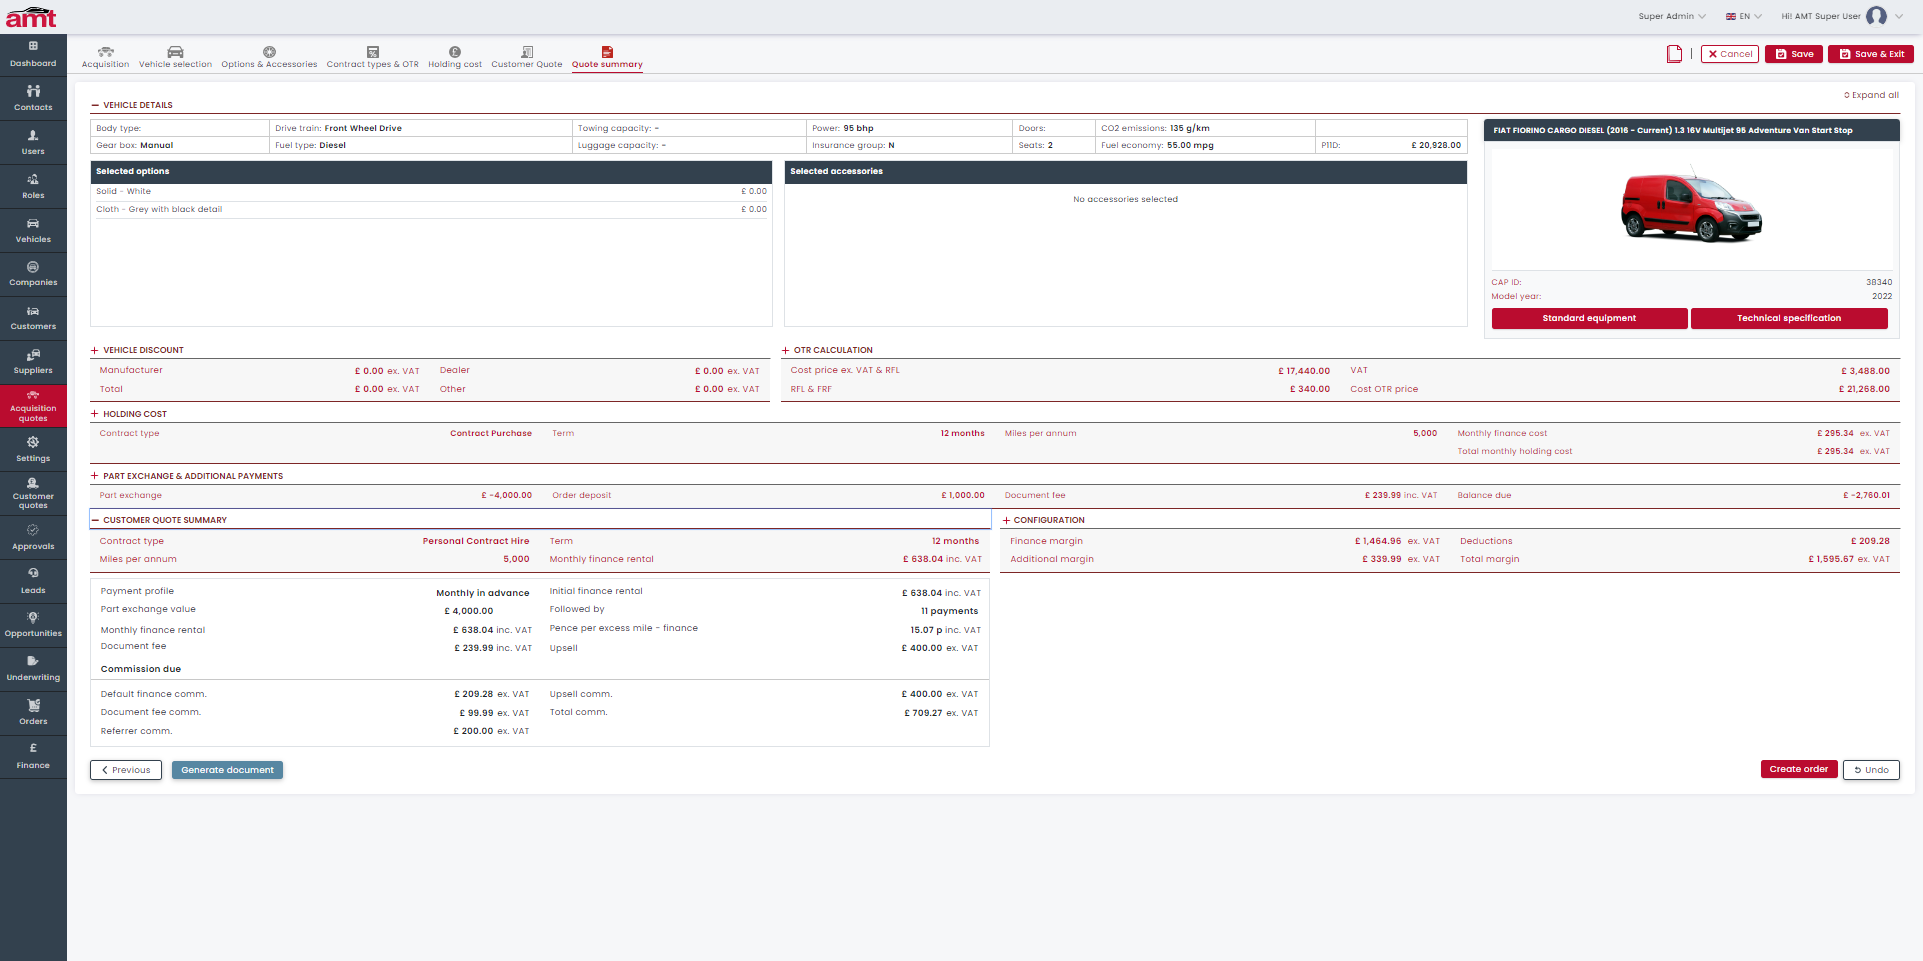 amt
Super Admin
EN
Hi! AMT Super User
Dashboard
Contacts
Users
Roles
Vehicles
Companies
Customers
Suppliers
Acquisition
quotes
Settings
Customer
quotes
Approvals
Leads
Opportunities
Underwriting
Orders
Finance
Acquisition
Vehicle selection
Options & Accessories
Contract types & OTR
Holding cost
Customer Quote
Quote summary
Cancel
Save
Save & Exit
VEHICLE DETAILS
Expand all
Body type:
Drive train: Front Wheel Drive
Towing capacity: -
Power: 95 bhp
Doors:
CO2 emissions: 135 g/km
Gear box: Manual
Fuel type: Diesel
Luggage capacity: -
Insurance group: N
Seats: 2
Fuel economy: 55.00 mpg
P11D: £ 20,928.00
Selected options
Solid - White £ 0.00
Cloth - Grey with black detail £ 0.00
Selected accessories
No accessories selected
FIAT FIORINO CARGO DIESEL (2016 - Current) 1.3 16V Multijet 95 Adventure Van Start Stop
CAP ID: 38340
Model year: 2022
Standard equipment
Technical specification
VEHICLE DISCOUNT
Manufacturer £ 0.00 ex. VAT Dealer £ 0.00 ex. VAT
Total £ 0.00 ex. VAT Other £ 0.00 ex. VAT
OTR CALCULATION
Cost price ex. VAT & RFL £ 17,440.00 VAT £ 3,488.00
RFL & FRF £ 340.00 Cost OTR price £ 21,268.00
HOLDING COST
Contract type Contract Purchase Term 12 months Miles per annum 5,000 Monthly finance cost £ 295.34 ex. VAT
Total monthly holding cost £ 295.34 ex. VAT
PART EXCHANGE & ADDITIONAL PAYMENTS
Part exchange £ -4,000.00 Order deposit £ 1,000.00 Document fee £ 239.99 inc. VAT Balance due £ -2,760.01
CUSTOMER QUOTE SUMMARY
Contract type Personal Contract Hire Term 12 months
Miles per annum 5,000 Monthly finance rental £ 638.04 inc. VAT
CONFIGURATION
Finance margin £ 1,464.96 ex. VAT Deductions £ 209.28
Additional margin £ 339.99 ex. VAT Total margin £ 1,595.67 ex. VAT
Payment profile Monthly in advance Initial finance rental £ 638.04 inc. VAT
Part exchange value £ 4,000.00 Followed by 11 payments
Monthly finance rental £ 638.04 inc. VAT Pence per excess mile - finance 15.07 p inc. VAT
Document fee £ 239.99 inc. VAT Upsell £ 400.00 ex. VAT
Commission due
Default finance comm. £ 209.28 ex. VAT Upsell comm. £ 400.00 ex. VAT
Document fee comm. £ 99.99 ex. VAT Total comm. £ 709.27 ex. VAT
Referrer comm. £ 200.00 ex. VAT
Previous
Generate document
Create order
Undo